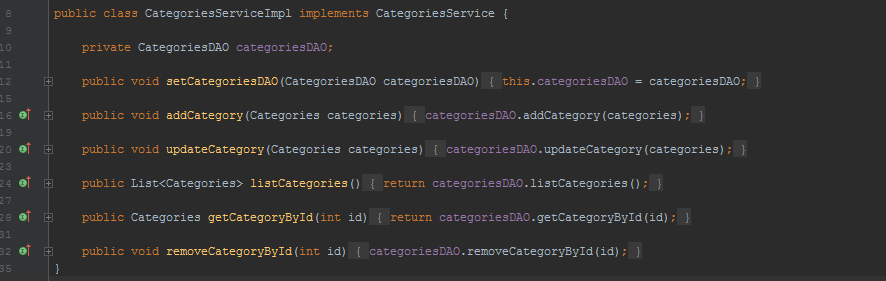 8 public class CategoriesServiceImpl implements CategoriesService {
9
10 private CategoriesDAO categoriesDAO;
11
12 public void setCategoriesDAO(CategoriesDAO categoriesDAO) { this.categoriesDAO = categoriesDAO; }
15
16 public void addCategory(Categories categories) { categoriesDAO.addCategory(categories); }
19
20 public void updateCategory(Categories categories) { categoriesDAO.updateCategory(categories); }
23
24 public List<Categories> listCategories() { return categoriesDAO.listCategories(); }
27
28 public Categories getCategoryById(int id) { return categoriesDAO.getCategoryById(id); }
31
32 public void removeCategoryById(int id) { categoriesDAO.removeCategoryById(id); }
35 }